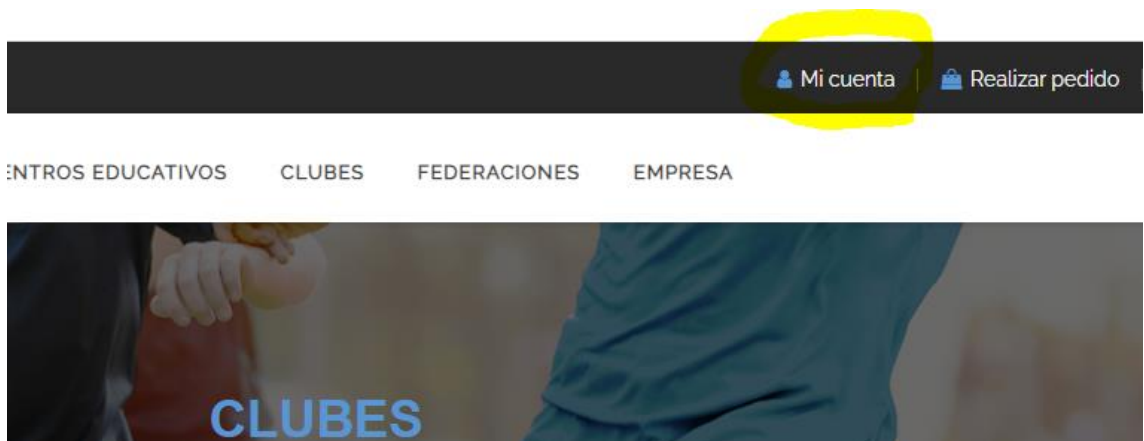 Mi cuenta | Realizar pedido |
ENTROS EDUCATIVOS CLUBES FEDERACIONES EMPRESA
CLUBES